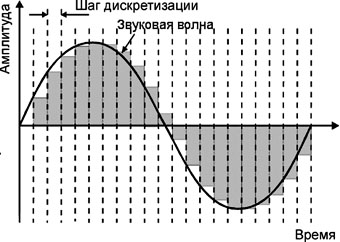 Шаг дискретизации
Звуковая волна
Амплитуда
Время